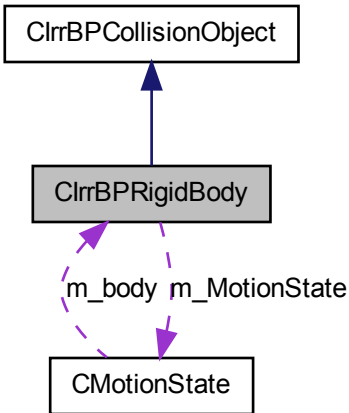 CIrrBPCollisionObject
CIrrBPRigidBody
m_body m_MotionState
CMotionState